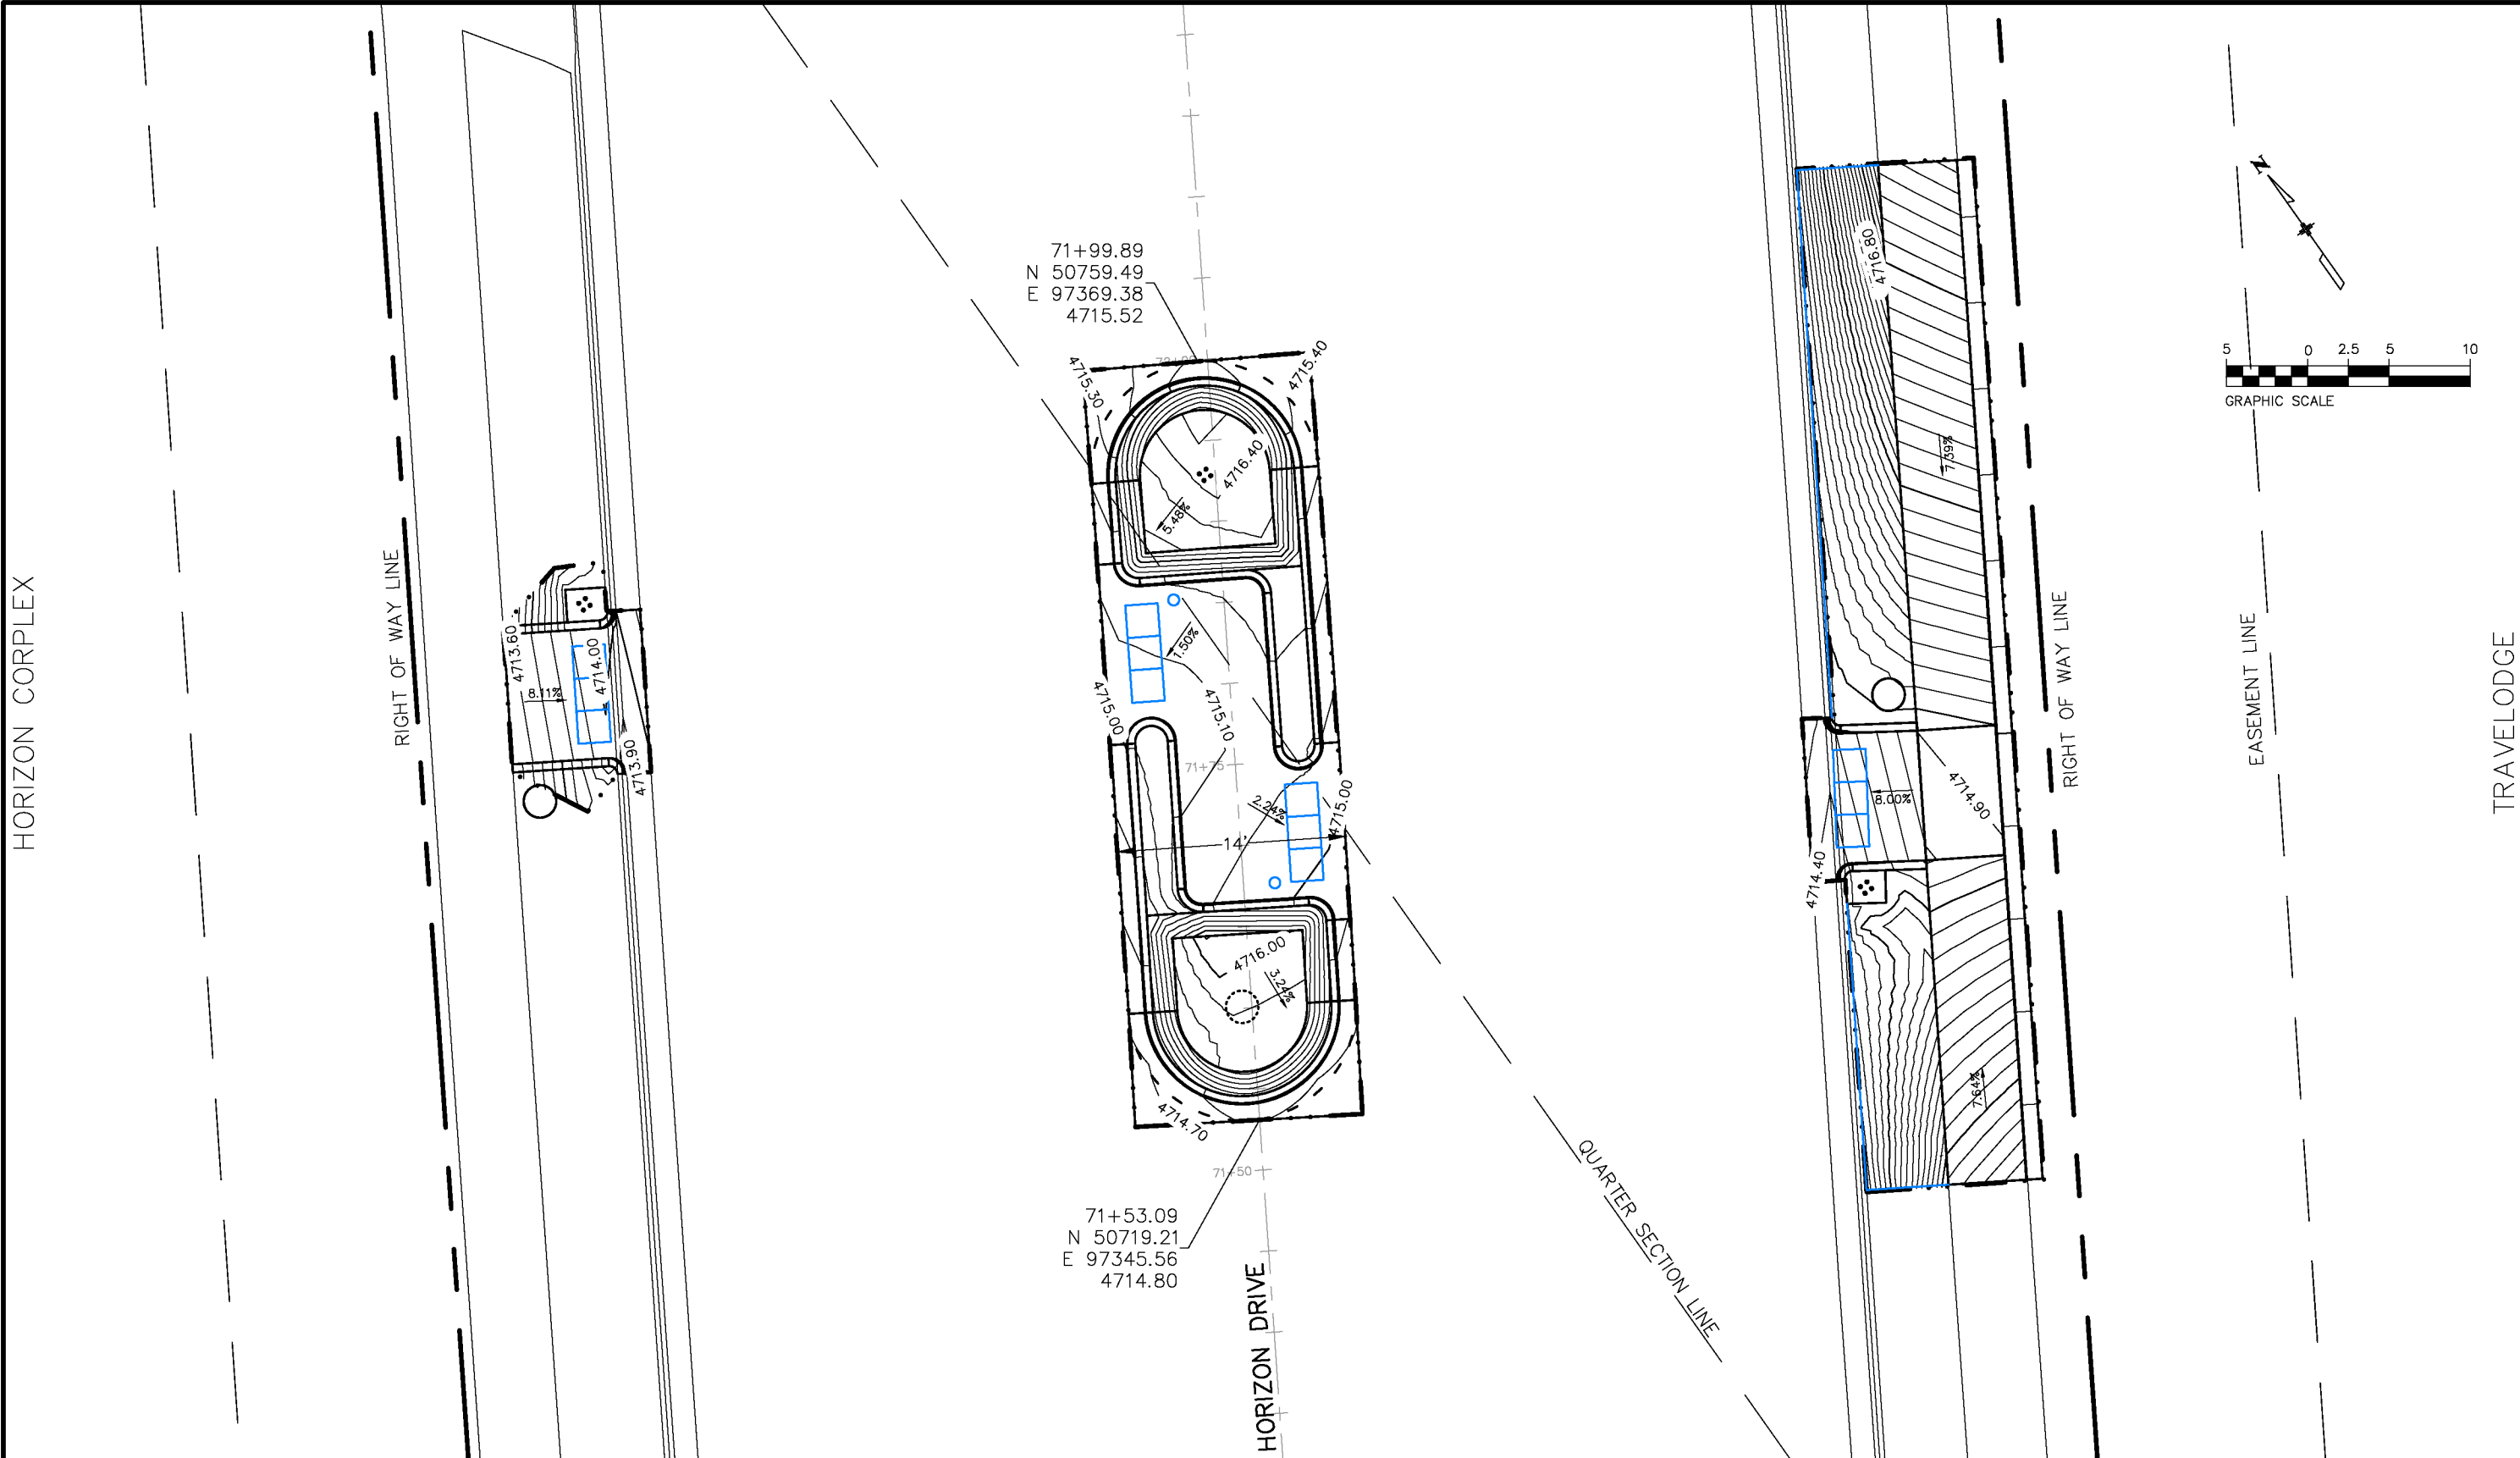 71+99.89
N 50759.49
E 97369.38
4715.52
N
4716.80
5 0 2.5 5 10
GRAPHIC SCALE
4715.30
4715.40
4716.40
5.48%
7.39%
HORIZON CORPLEX
RIGHT OF WAY LINE
4713.60
4714.00
8.11%
4713.90
1.50%
4715.00
4715.10
71+75
2.24%
4715.00
14'
RIGHT OF WAY LINE
EASEMENT LINE
TRAVELODGE
8.00%
4714.90
4714.40
4716.00
3.24%
7.64%
4714.70
71+50
71+53.09
N 50719.21
E 97345.56
4714.80
HORIZON DRIVE
QUARTER SECTION LINE